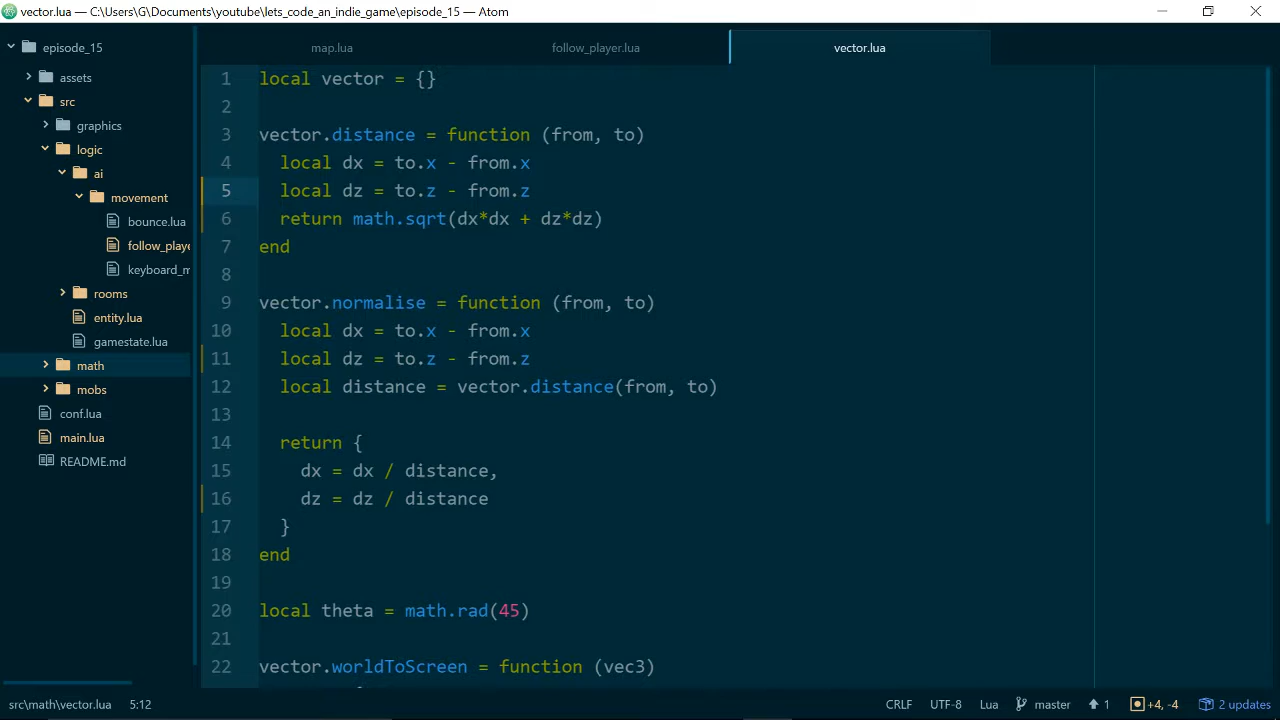 vector.lua — C:\Users\G\Documents\youtube\lets_code_an_indie_game\episode_15 — Atom
episode_15
assets
src
graphics
logic
ai
movement
bounce.lua
follow_playe
keyboard_m
rooms
entity.lua
gamestate.lua
math
mobs
conf.lua
main.lua
README.md
map.lua
follow_player.lua
vector.lua
1 local vector = {}
2
3 vector.distance = function (from, to)
4 local dx = to.x - from.x
5 local dz = to.z - from.z
6 return math.sqrt(dx*dx + dz*dz)
7 end
8
9 vector.normalise = function (from, to)
10 local dx = to.x - from.x
11 local dz = to.z - from.z
12 local distance = vector.distance(from, to)
13
14 return {
15 dx = dx / distance,
16 dz = dz / distance
17 }
18 end
19
20 local theta = math.rad(45)
21
22 vector.worldToScreen = function (vec3)
src\math\vector.lua 5:12 CRLF UTF-8 Lua master 1 +4, -4 2 updates